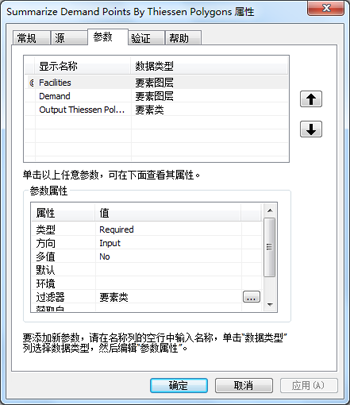 Summarize Demand Points By Thiessen Polygons 属性
常规 源 参数 验证 帮助
显示名称 数据类型
Facilities 要素图层
Demand 要素图层
Output Thiessen Pol... 要素类
单击以上任意参数，可在下面查看其属性。
参数属性
属性 值
类型 Required
方向 Input
多值 No
默认
环境
过滤器 要素类 ...
获取自
要添加新参数，请在名称列的空行中输入名称，单击“数据类型”
列选择数据类型，然后编辑“参数属性”。
确定 取消 应用(A)